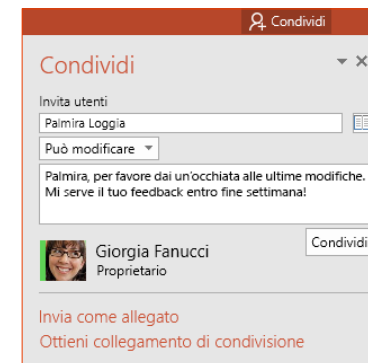 Condividi
Condividi
Invita utenti
Palmira Loggia
Può modificare
Palmira, per favore dai un'occhiata alle ultime modifiche.
Mi serve il tuo feedback entro fine settimana!
Condividi
Giorgia Fanucci
Proprietario
Invia come allegato
Ottieni collegamento di condivisione